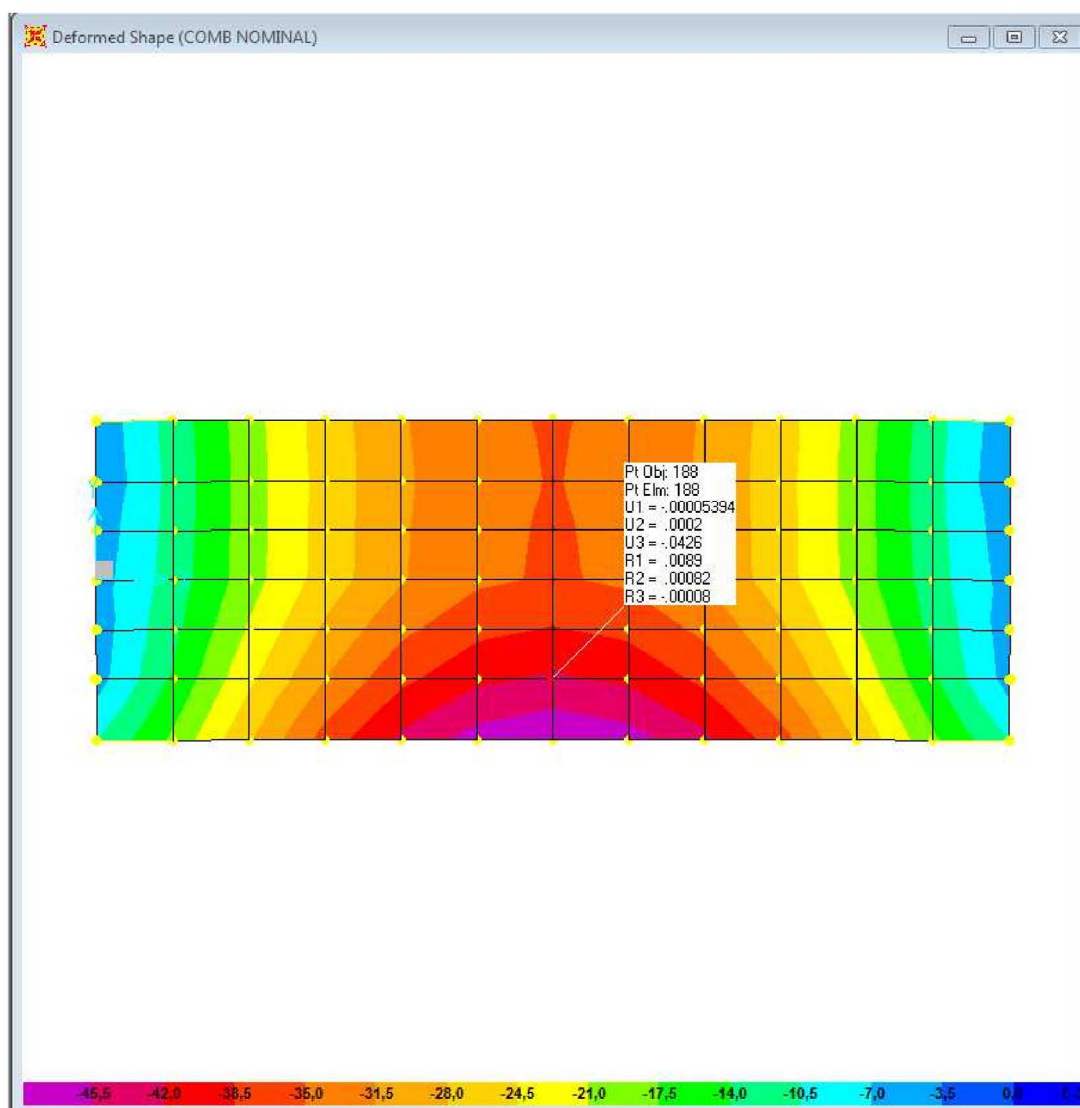 Deformed Shape (COMB NOMINAL)
Pt Obj: 188
Pt Elm: 188
U1 = -.00005394
U2 = .0002
U3 = -.0426
R1 = .0089
R2 = .00082
R3 = -.00008
-45,5 -42,0 -38,5 -35,0 -31,5 -28,0 -24,5 -21,0 -17,5 -14,0 -10,5 -7,0 -3,5